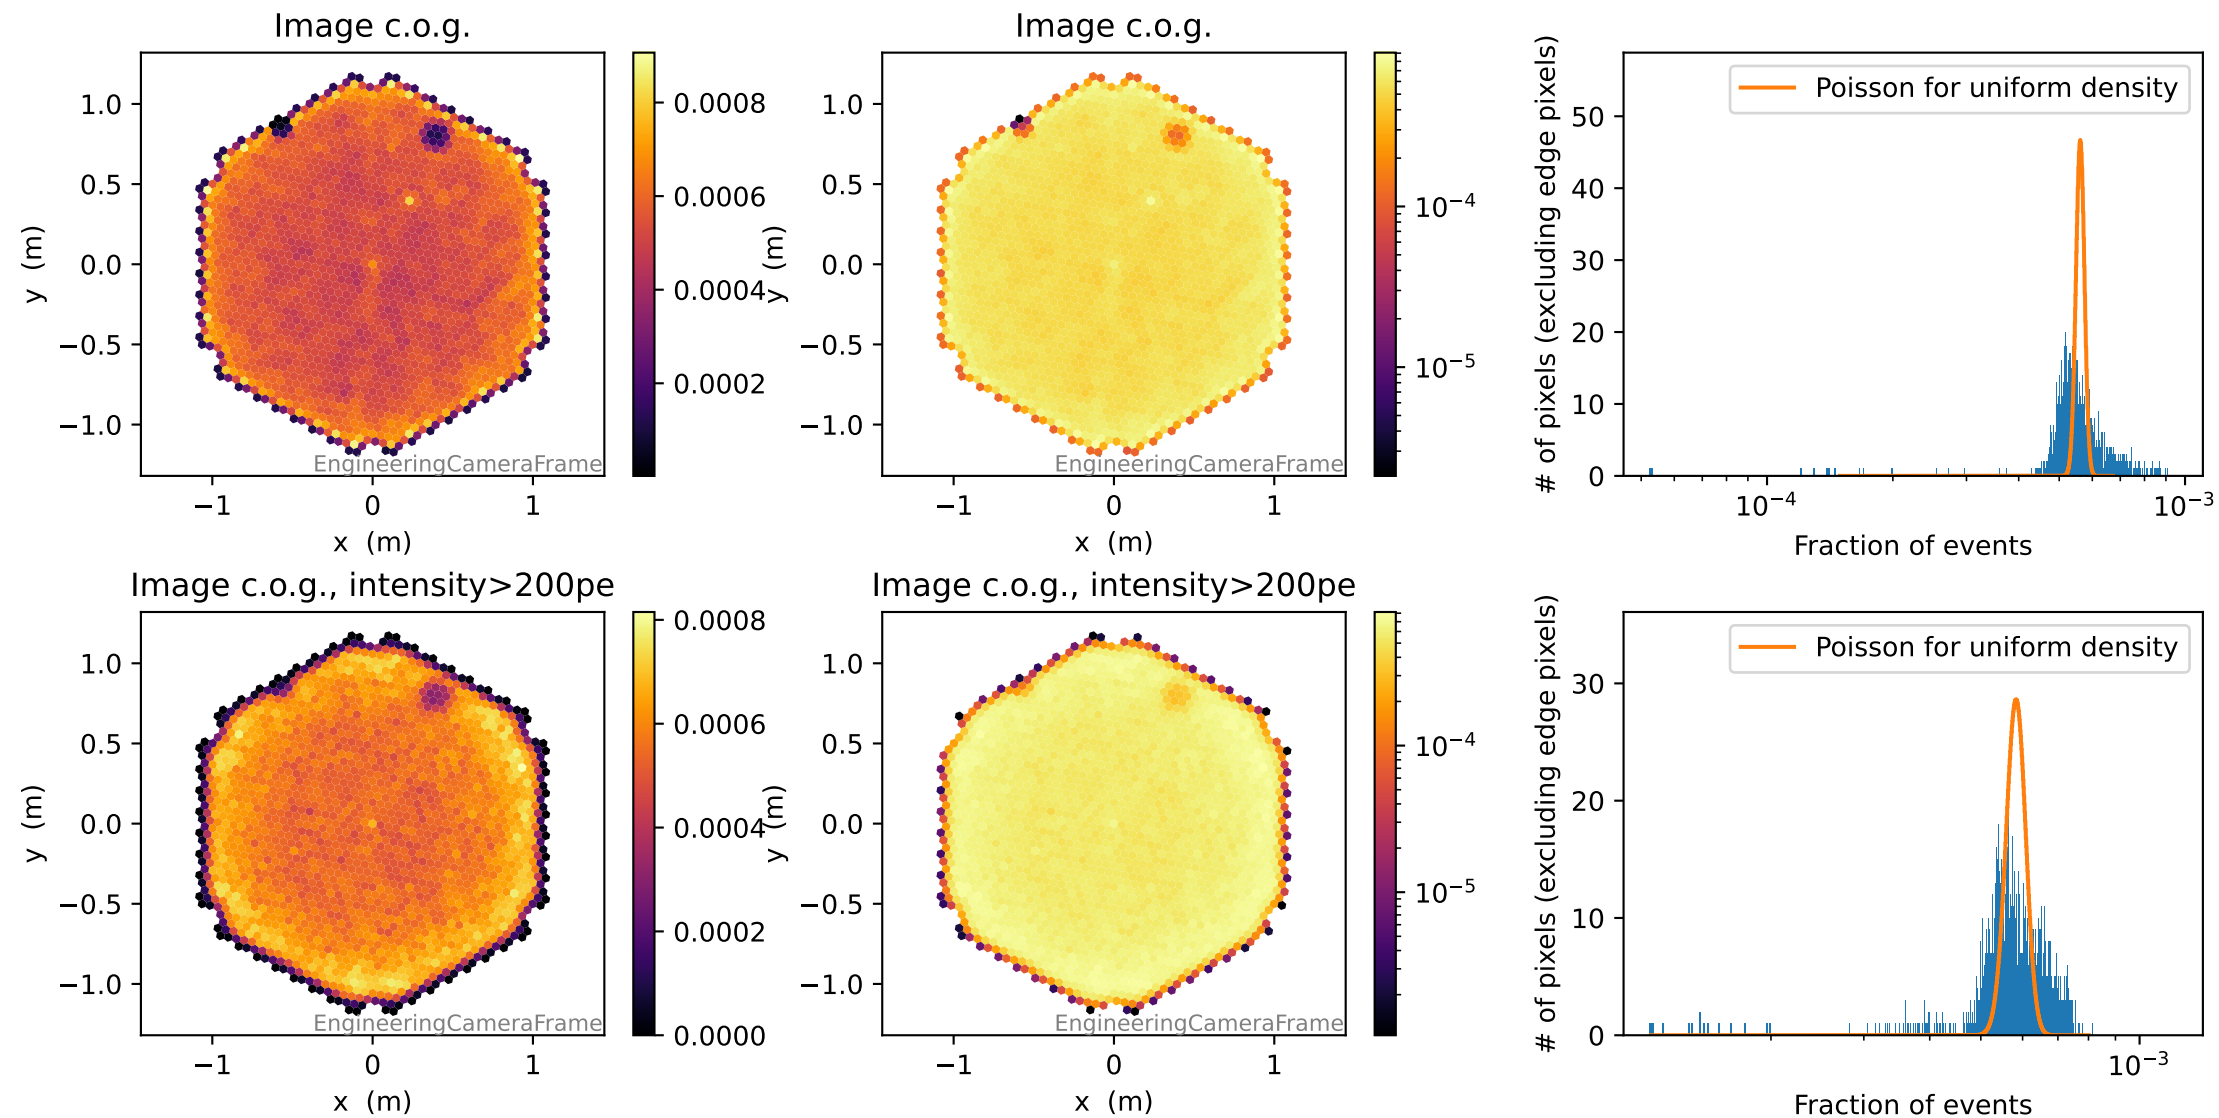 Image c.o.g.
1.0
0.5
0.0
−0.5
−1.0
y (m)
−1
0
1
x (m)
EngineeringCameraFrame
0.0008
0.0006
0.0004
0.0002
Image c.o.g.
1.0
0.5
0.0
−0.5
−1.0
y (m)
−1
0
1
x (m)
EngineeringCameraFrame
10⁻⁴
10⁻⁵
Poisson for uniform density
# of pixels (excluding edge pixels)
50
40
30
20
10
0
10⁻⁴
10⁻³
Fraction of events
Image c.o.g., intensity>200pe
1.0
0.5
0.0
−0.5
−1.0
y (m)
−1
0
1
x (m)
EngineeringCameraFrame
0.0008
0.0006
0.0004
0.0002
0.0000
Image c.o.g., intensity>200pe
1.0
0.5
0.0
−0.5
−1.0
y (m)
−1
0
1
x (m)
EngineeringCameraFrame
10⁻⁴
10⁻⁵
Poisson for uniform density
# of pixels (excluding edge pixels)
30
20
10
0
10⁻³
Fraction of events